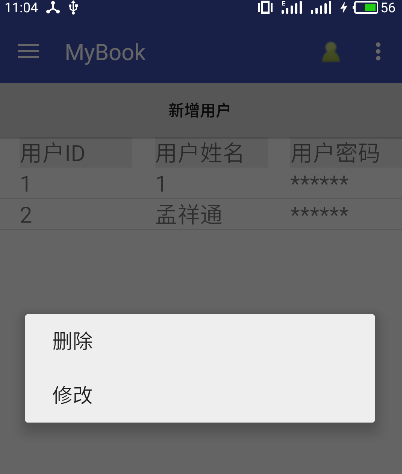 11:04 E 56
MyBook
新增用户
用户ID 用户姓名 用户密码
1 1 ******
2 孟祥通 ******
删除
修改